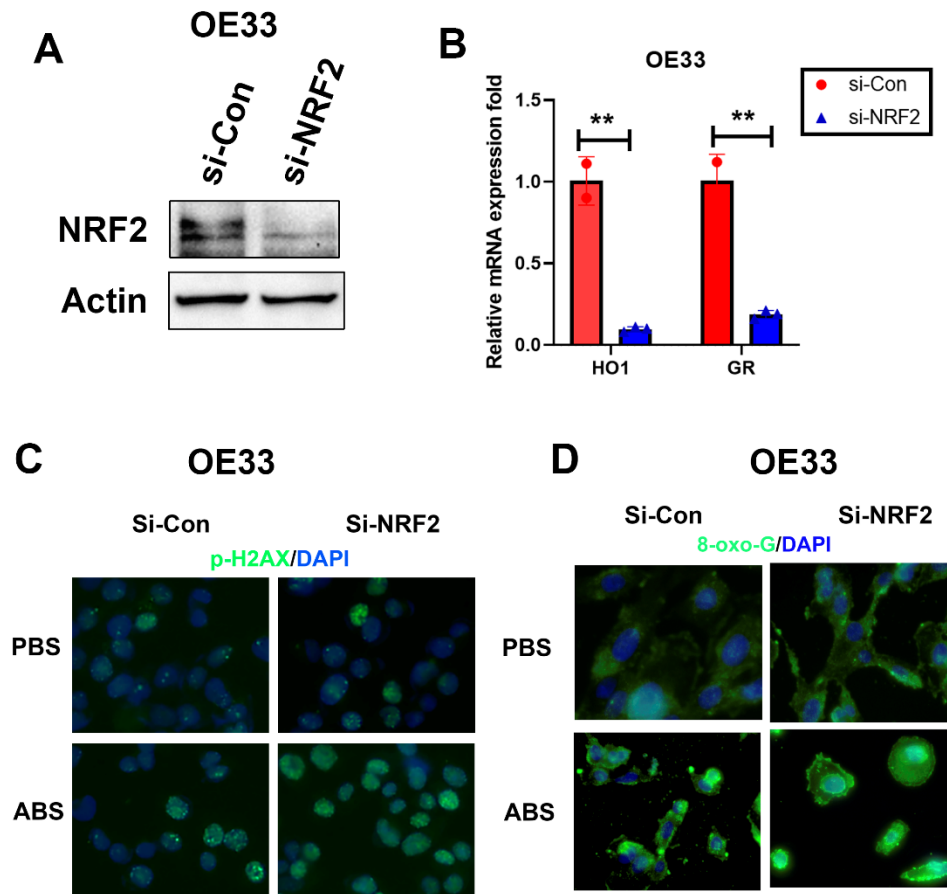 A
OE33
si-Con
si-NRF2
NRF2
Actin
B
OE33
si-Con
si-NRF2
Relative mRNA expression fold
1.5
1.0
0.5
0.0
**
**
HO1
GR
C
OE33
Si-Con
Si-NRF2
p-H2AX/DAPI
PBS
ABS
D
OE33
Si-Con
Si-NRF2
8-oxo-G/DAPI
PBS
ABS